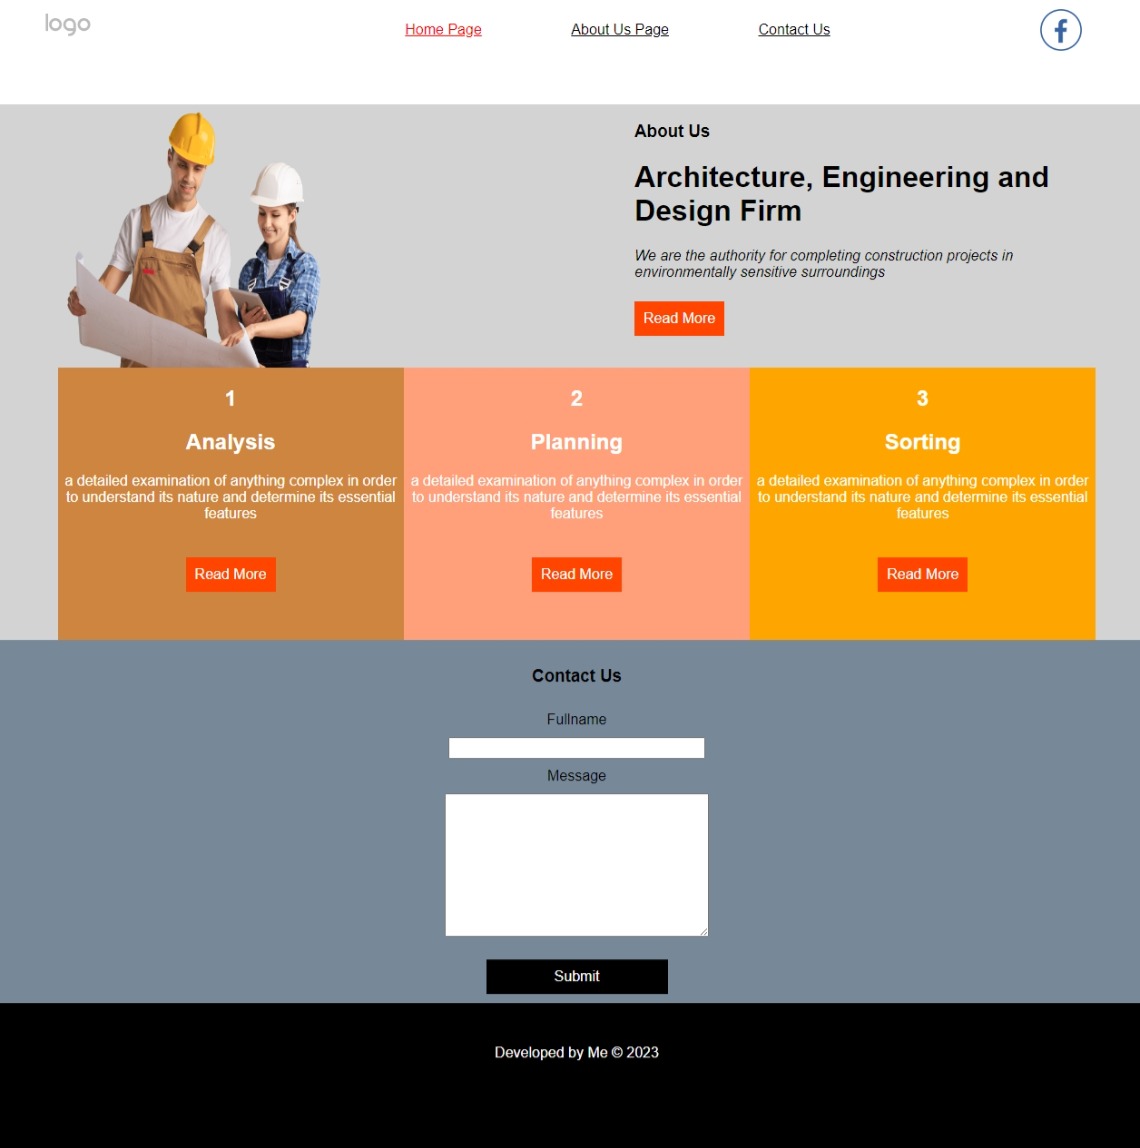 logo
Home Page
About Us Page
Contact Us
About Us
Architecture, Engineering and
Design Firm
We are the authority for completing construction projects in
environmentally sensitive surroundings
Read More
1
Analysis
a detailed examination of anything complex in order
to understand its nature and determine its essential
features
Read More
2
Planning
a detailed examination of anything complex in order
to understand its nature and determine its essential
features
Read More
3
Sorting
a detailed examination of anything complex in order
to understand its nature and determine its essential
features
Read More
Contact Us
Fullname
Message
Submit
Developed by Me © 2023